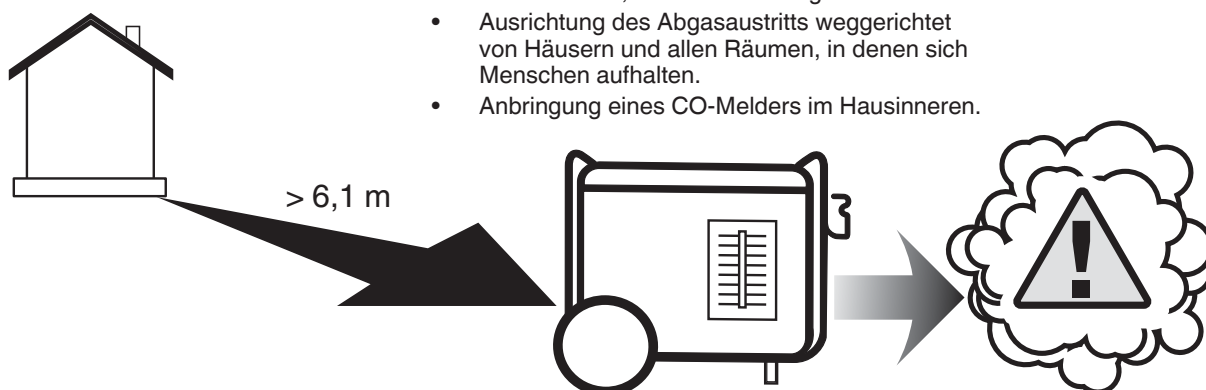 • Ausrichtung des Abgasaustritts weggerichtet
von Häusern und allen Räumen, in denen sich
Menschen aufhalten.
• Anbringung eines CO-Melders im Hausinneren.
> 6,1 m
!